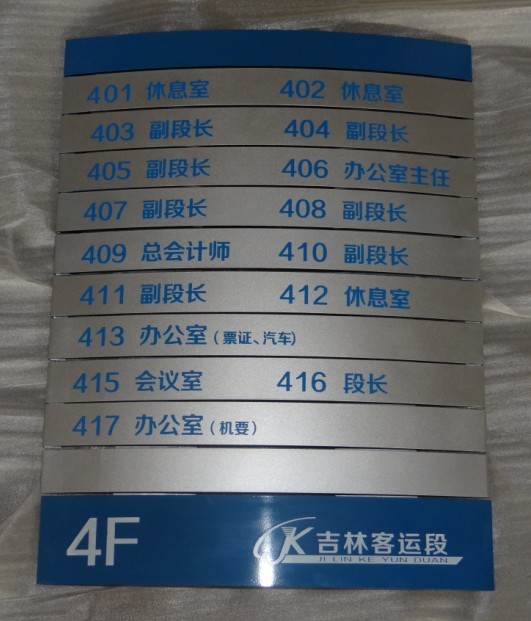 401 休息室 402 休息室
403 副段长 404 副段长
405 副段长 406 办公室主任
407 副段长 408 副段长
409 总会计师 410 副段长
411 副段长 412 休息室
413 办公室（票证、汽车）
415 会议室 416 段长
417 办公室（机要）
4F K 吉林客运段
JI LIN KE YUN DUAN